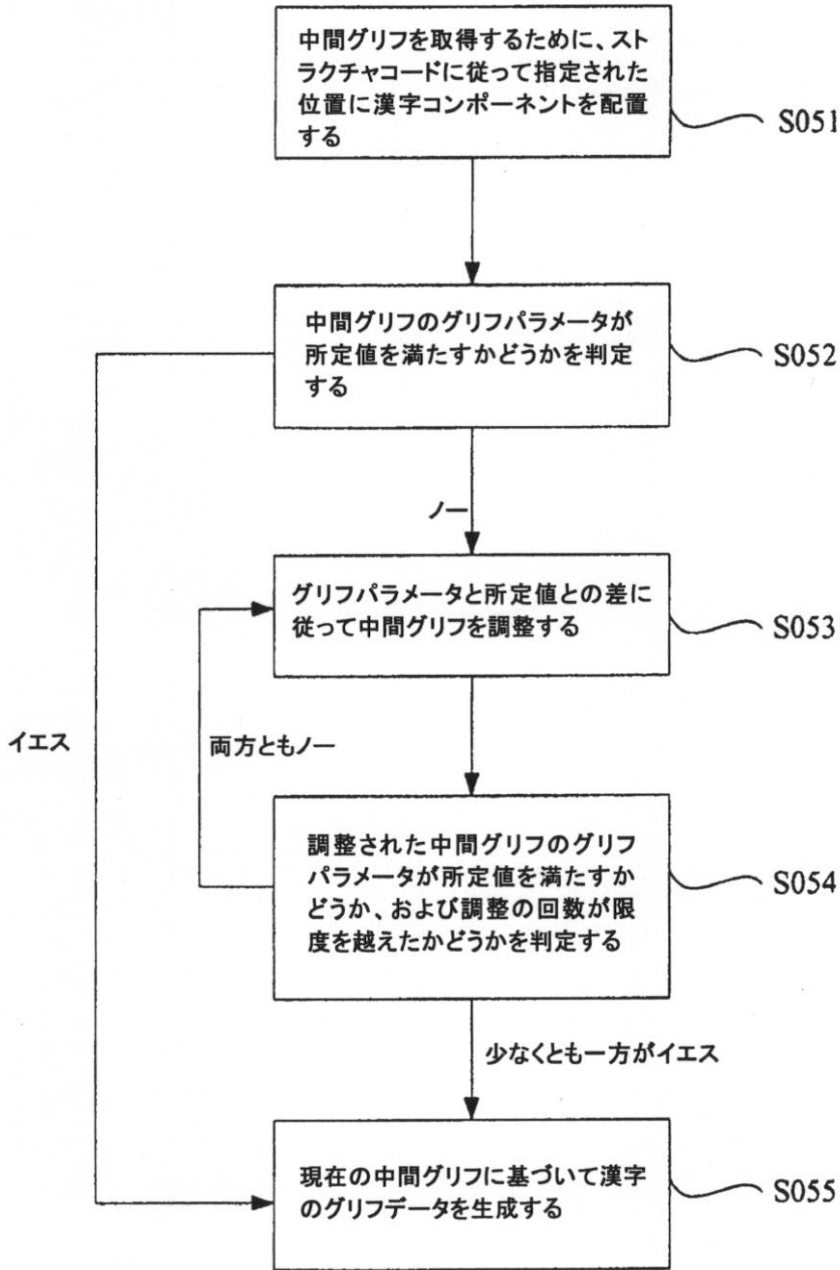 中間グリフを取得するために、スト
ラクチャコードに従って指定された
位置に漢字コンポーネントを配置
する
S051
中間グリフのグリフパラメータが
所定値を満たすかどうかを判定
する
S052
ノー
グリフパラメータと所定値との差に
従って中間グリフを調整する
S053
イエス
両方ともノー
調整された中間グリフのグリフ
パラメータが所定値を満たすか
どうか、および調整の回数が限
度を越えたかどうかを判定する
S054
少なくとも一方がイエス
現在の中間グリフに基づいて漢字
のグリフデータを生成する
S055